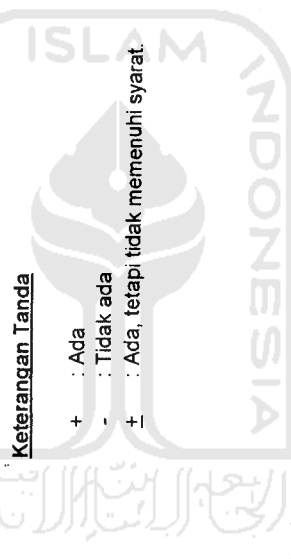 Keterangan Tanda
+ : Ada
- : Tidak ada
± : Ada, tetapi tidak memenuhi syarat.
ISLAM
INDONESIA